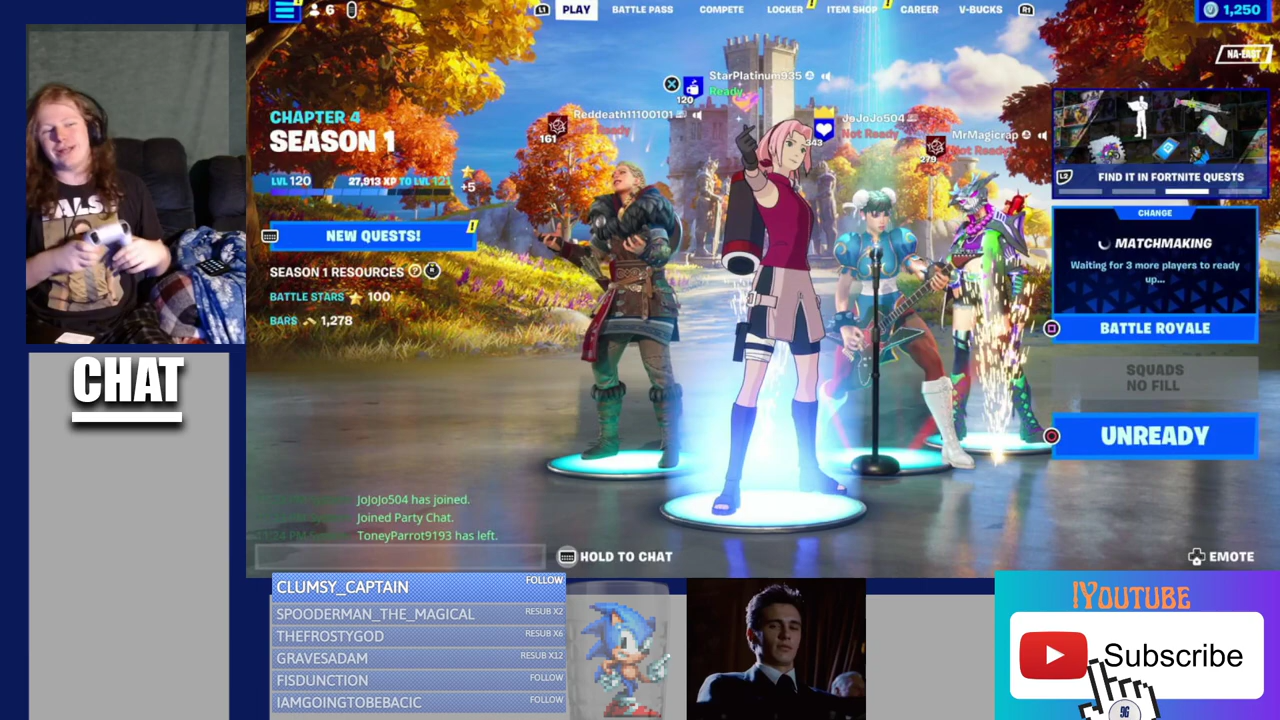 6
PLAY
BATTLE PASS
COMPETE
LOCKER
ITEM SHOP
CAREER
V-BUCKS
R1
1,250
NA-EAST
StarPlatinum935
Ready
120
Reddeath11100101
161
JoJoJo504
Not Ready
343
MrMagicrap
Not Ready
279
CHAPTER 4
SEASON 1
LVL 120
27,913 XP TO LVL 121
+5
NEW QUESTS!
SEASON 1 RESOURCES
BATTLE STARS 100
BARS 1,278
L2
FIND IT IN FORTNITE QUESTS
CHANGE
MATCHMAKING
Waiting for 3 more players to ready
up...
BATTLE ROYALE
SQUADS
NO FILL
UNREADY
ALS
CHAT
JoJoJo504 has joined.
Joined Party Chat.
ToneyParrot9193 has left.
HOLD TO CHAT
EMOTE
CLUMSY_CAPTAIN FOLLOW
SPOODERMAN_THE_MAGICAL RESUB X2
THEFROSTYGOD RESUB X6
GRAVESADAM RESUB X12
FISDUNCTION FOLLOW
IAMGOINGTOBEBACIC FOLLOW
!YOUTUBE
Subscribe